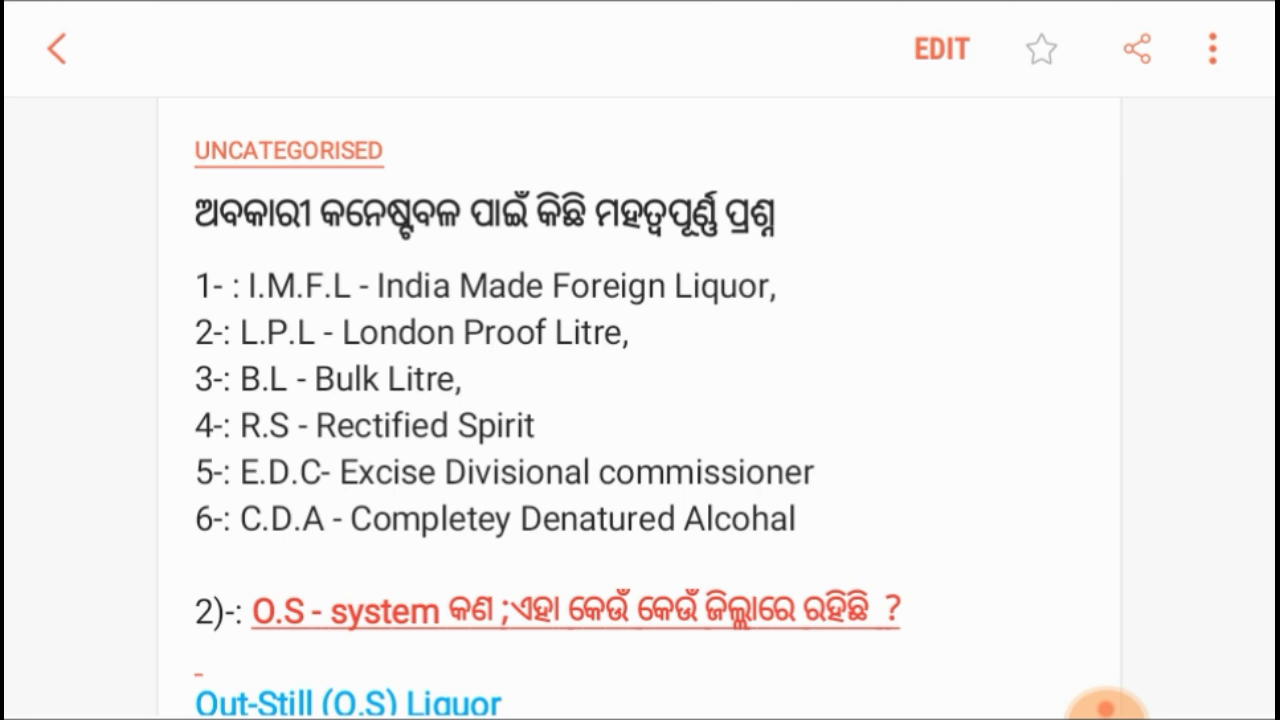 EDIT
UNCATEGORISED
ଅବକାରୀ କନେଷ୍ଟବଳ ପାଇଁ କିଛି ମହତ୍ୱପୂର୍ଣ୍ଣ ପ୍ରଶ୍ନ
1- : I.M.F.L - India Made Foreign Liquor,
2-: L.P.L - London Proof Litre,
3-: B.L - Bulk Litre,
4-: R.S - Rectified Spirit
5-: E.D.C- Excise Divisional commissioner
6-: C.D.A - Completey Denatured Alcohal
2)-: O.S - system କଣ ;ଏହା କେଉଁ କେଉଁ ଜିଲ୍ଲାରେ ରହିଛି ?
-
Out-Still (O.S) Liquor